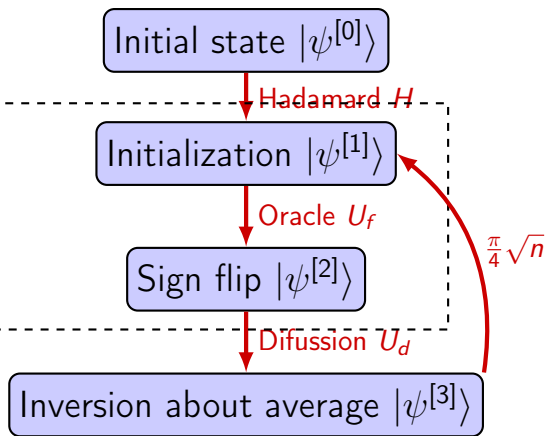 Initial state |ψ^[0]⟩
Hadamard H
Initialization |ψ^[1]⟩
Oracle U_f
π/4 √n
Sign flip |ψ^[2]⟩
Difussion U_d
Inversion about average |ψ^[3]⟩